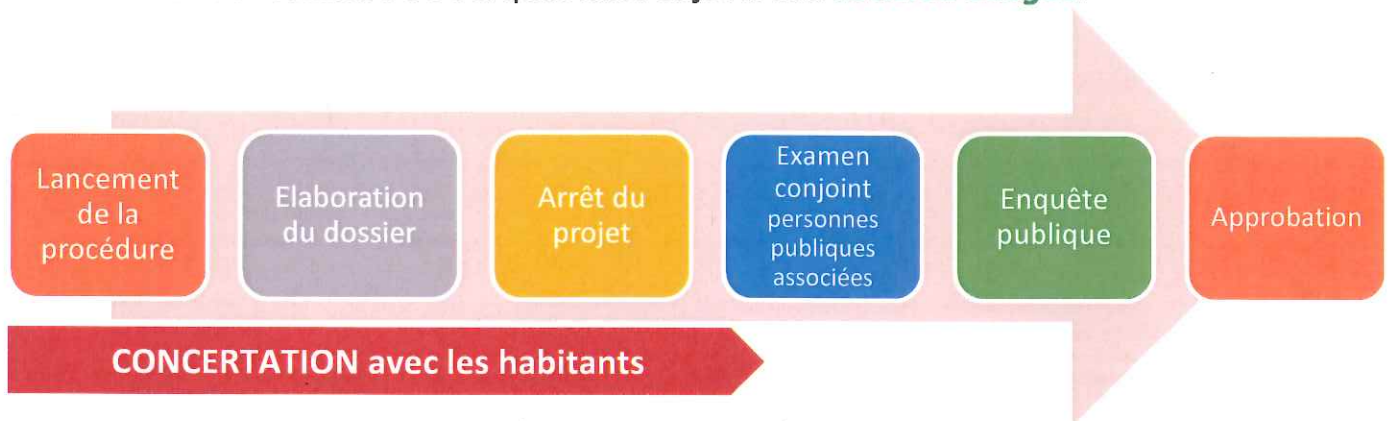 Lancement
de la
procédure
Elaboration
du dossier
Arrêt du
projet
Examen
conjoint
personnes
publiques
associées
Enquête
publique
Approbation
CONCERTATION avec les habitants